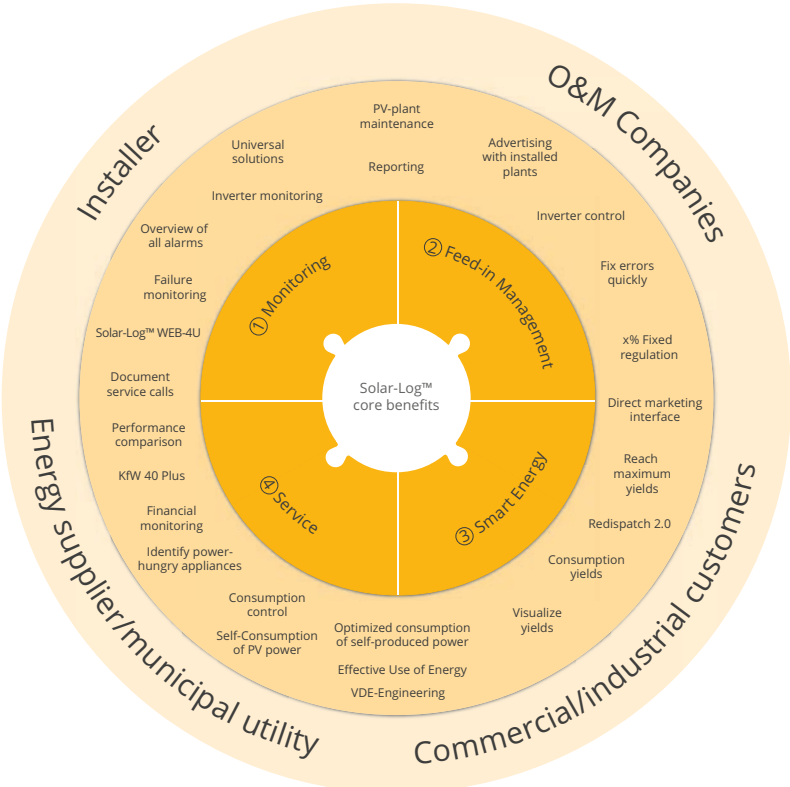 Installer
O&M Companies
Commercial/industrial customers
Energy supplier/municipal utility
PV-plant
maintenance
Reporting
Advertising
with installed
plants
Inverter control
Fix errors
quickly
x% Fixed
regulation
Direct marketing
interface
Reach
maximum
yields
Redispatch 2.0
Consumption
yields
Visualize
yields
Optimized consumption
of self-produced power
Effective Use of Energy
VDE-Engineering
Self-Consumption
of PV power
Consumption
control
Identify power-
hungry appliances
Financial
monitoring
KfW 40 Plus
Performance
comparison
Document
service calls
Solar-Log™ WEB-4U
Failure
monitoring
Overview of
all alarms
Inverter monitoring
Universal
solutions
① Monitoring
② Feed-in Management
③ Smart Energy
④ Service
Solar-Log™
core benefits